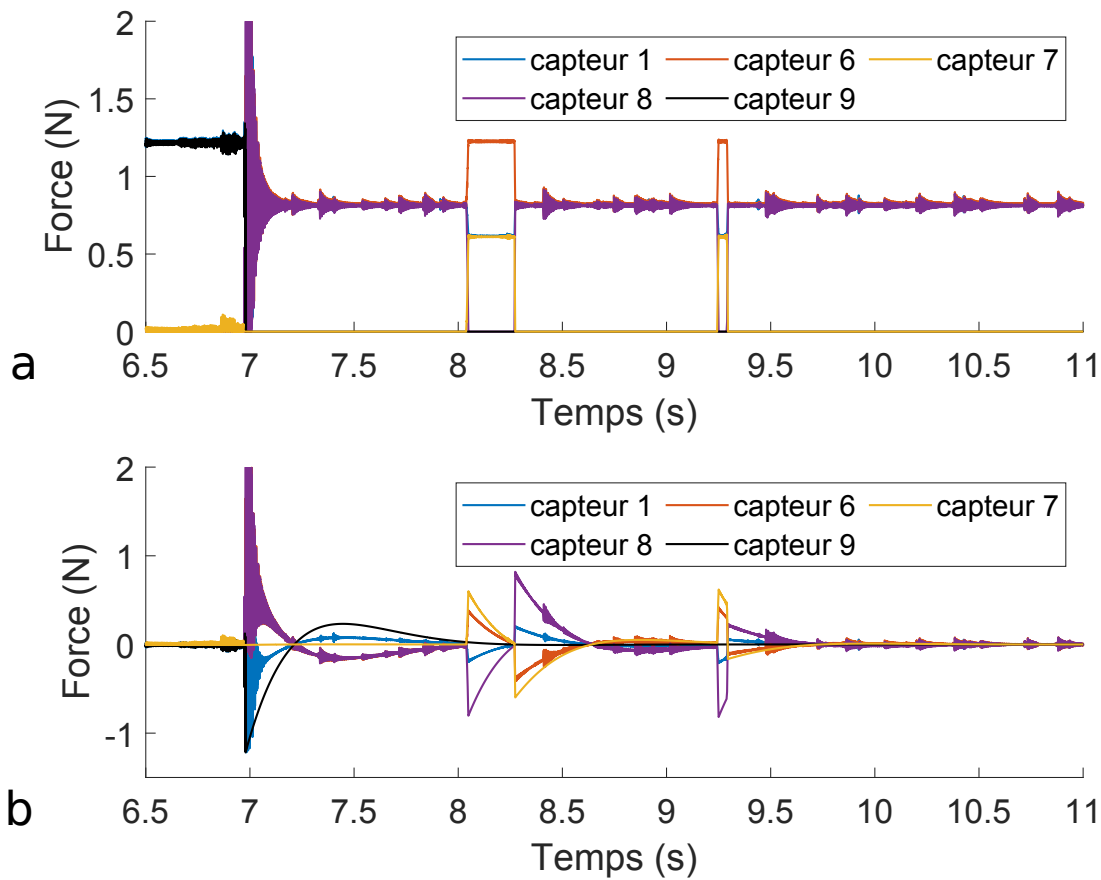 2
1.5
1
0.5
0
Force (N)
capteur 1 capteur 6 capteur 7
capteur 8 capteur 9
6.5 7 7.5 8 8.5 9 9.5 10 10.5 11
Temps (s)
a
2
1
0
-1
Force (N)
capteur 1 capteur 6 capteur 7
capteur 8 capteur 9
6.5 7 7.5 8 8.5 9 9.5 10 10.5 11
Temps (s)
b